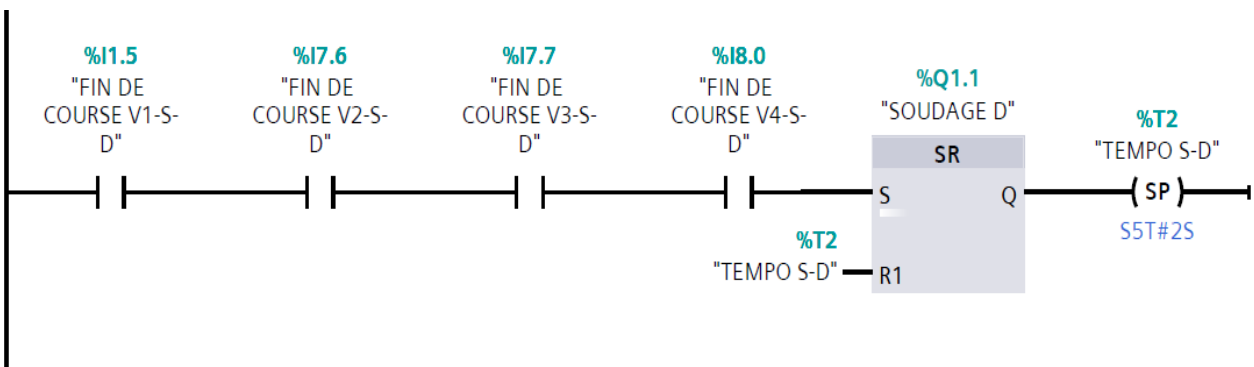 %I1.5
"FIN DE
COURSE V1-S-
D"
%I7.6
"FIN DE
COURSE V2-S-
D"
%I7.7
"FIN DE
COURSE V3-S-
D"
%I8.0
"FIN DE
COURSE V4-S-
D"
%Q1.1
"SOUDAGE D"
SR
S
Q
%T2
"TEMPO S-D"
R1
%T2
"TEMPO S-D"
SP
S5T#2S